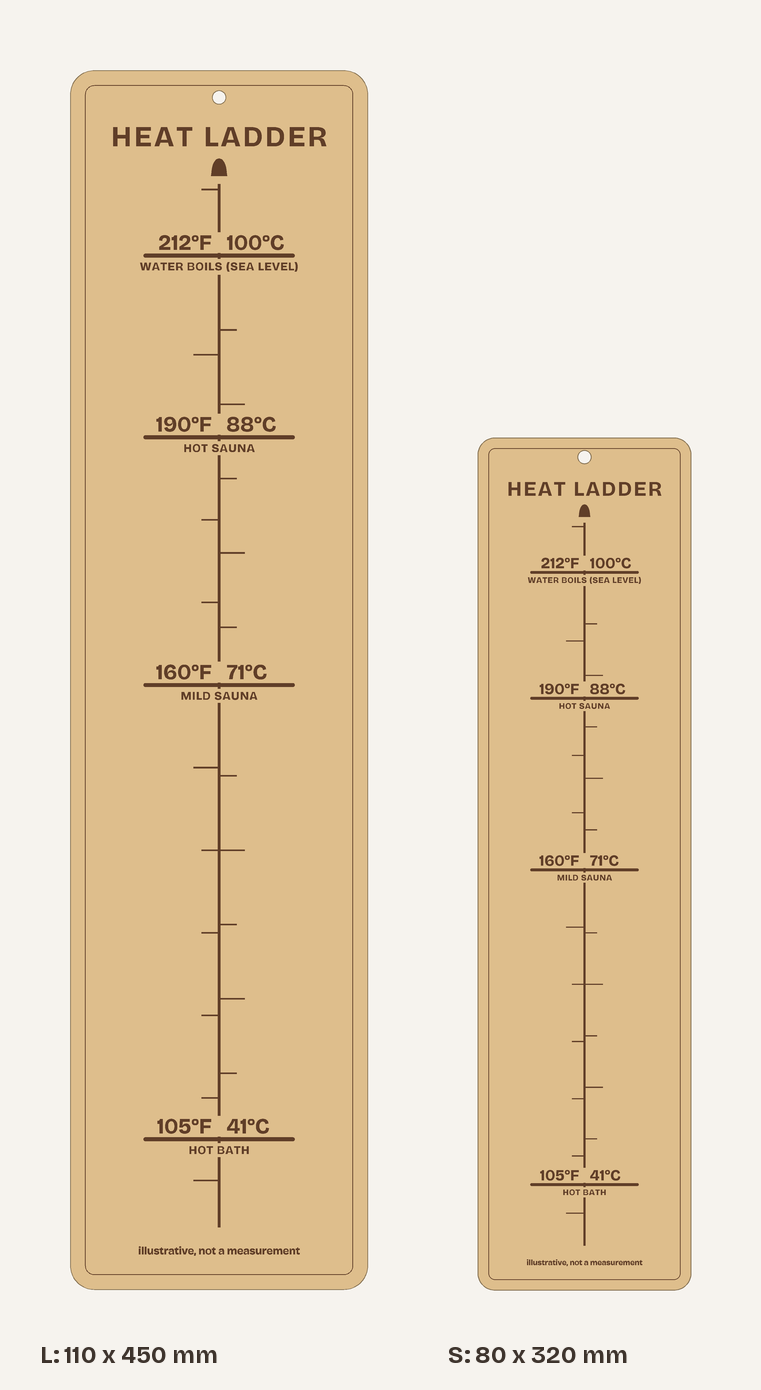 HEAT LADDER
212°F 100°C
WATER BOILS (SEA LEVEL)
190°F 88°C
HOT SAUNA
160°F 71°C
MILD SAUNA
105°F 41°C
HOT BATH
illustrative, not a measurement
L: 110 x 450 mm
HEAT LADDER
212°F 100°C
WATER BOILS (SEA LEVEL)
190°F 88°C
HOT SAUNA
160°F 71°C
MILD SAUNA
105°F 41°C
HOT BATH
illustrative, not a measurement
S: 80 x 320 mm